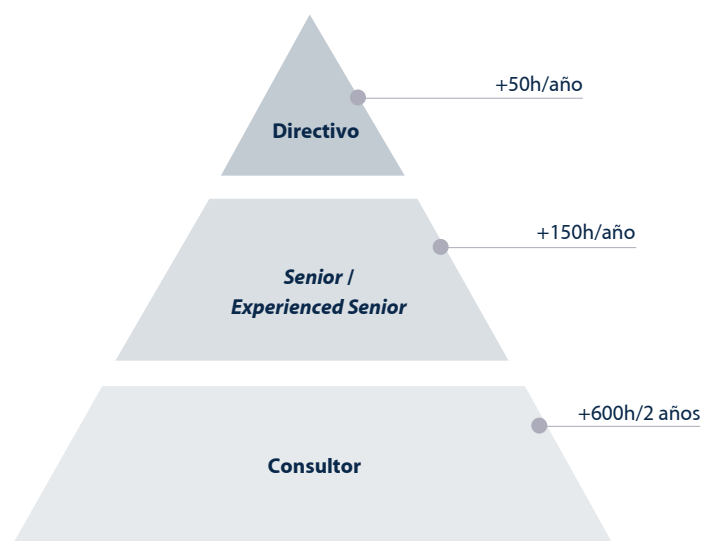 +50h/año
Directivo
+150h/año
Senior /
Experienced Senior
+600h/2 años
Consultor